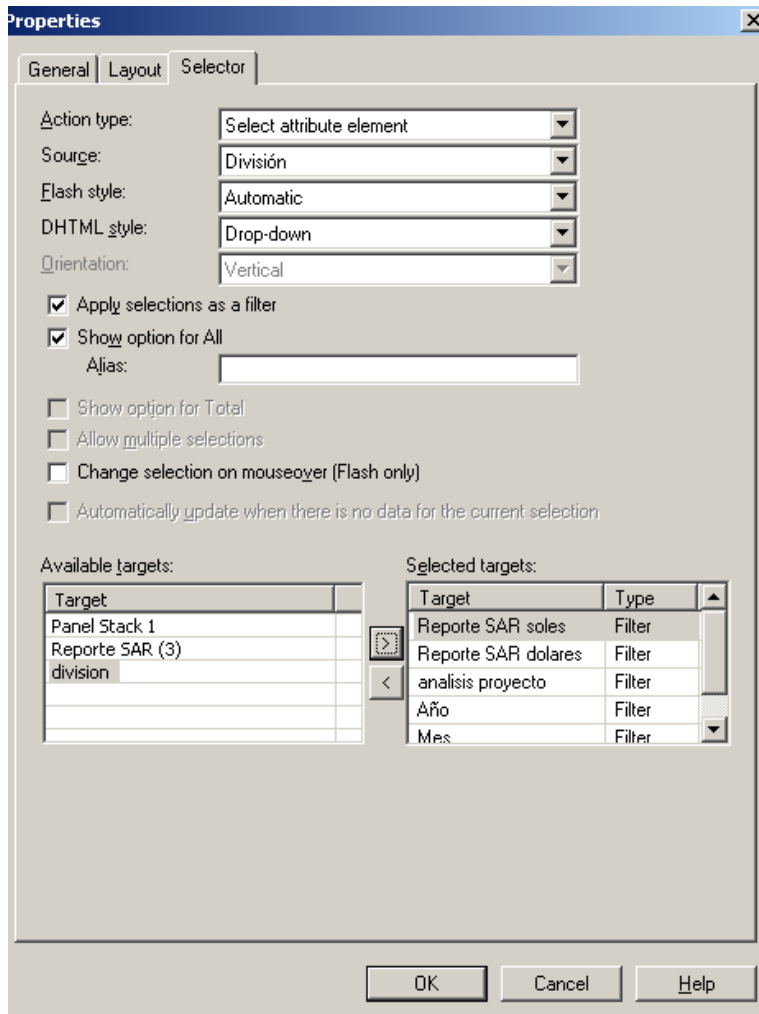 Properties
General Layout Selector
Action type: Select attribute element
Source: División
Flash style: Automatic
DHTML style: Drop-down
Orientation: Vertical
Apply selections as a filter
Show option for All
Alias:
Show option for Total
Allow multiple selections
Change selection on mouseover (Flash only)
Automatically update when there is no data for the current selection
Available targets:
Target
Panel Stack 1
Reporte SAR (3)
division
>
<
Selected targets:
Target Type
Reporte SAR soles Filter
Reporte SAR dolares Filter
analisis proyecto Filter
Año Filter
Mes Filter
OK Cancel Help